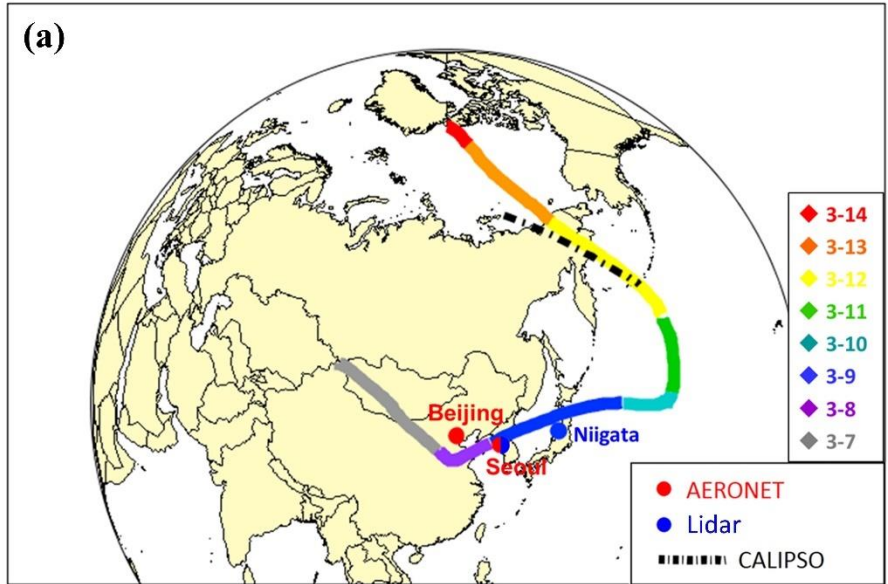 (a)
3-14
3-13
3-12
3-11
3-10
3-9
3-8
3-7
Beijing
Niigata
Seoul
AERONET
Lidar
CALIPSO